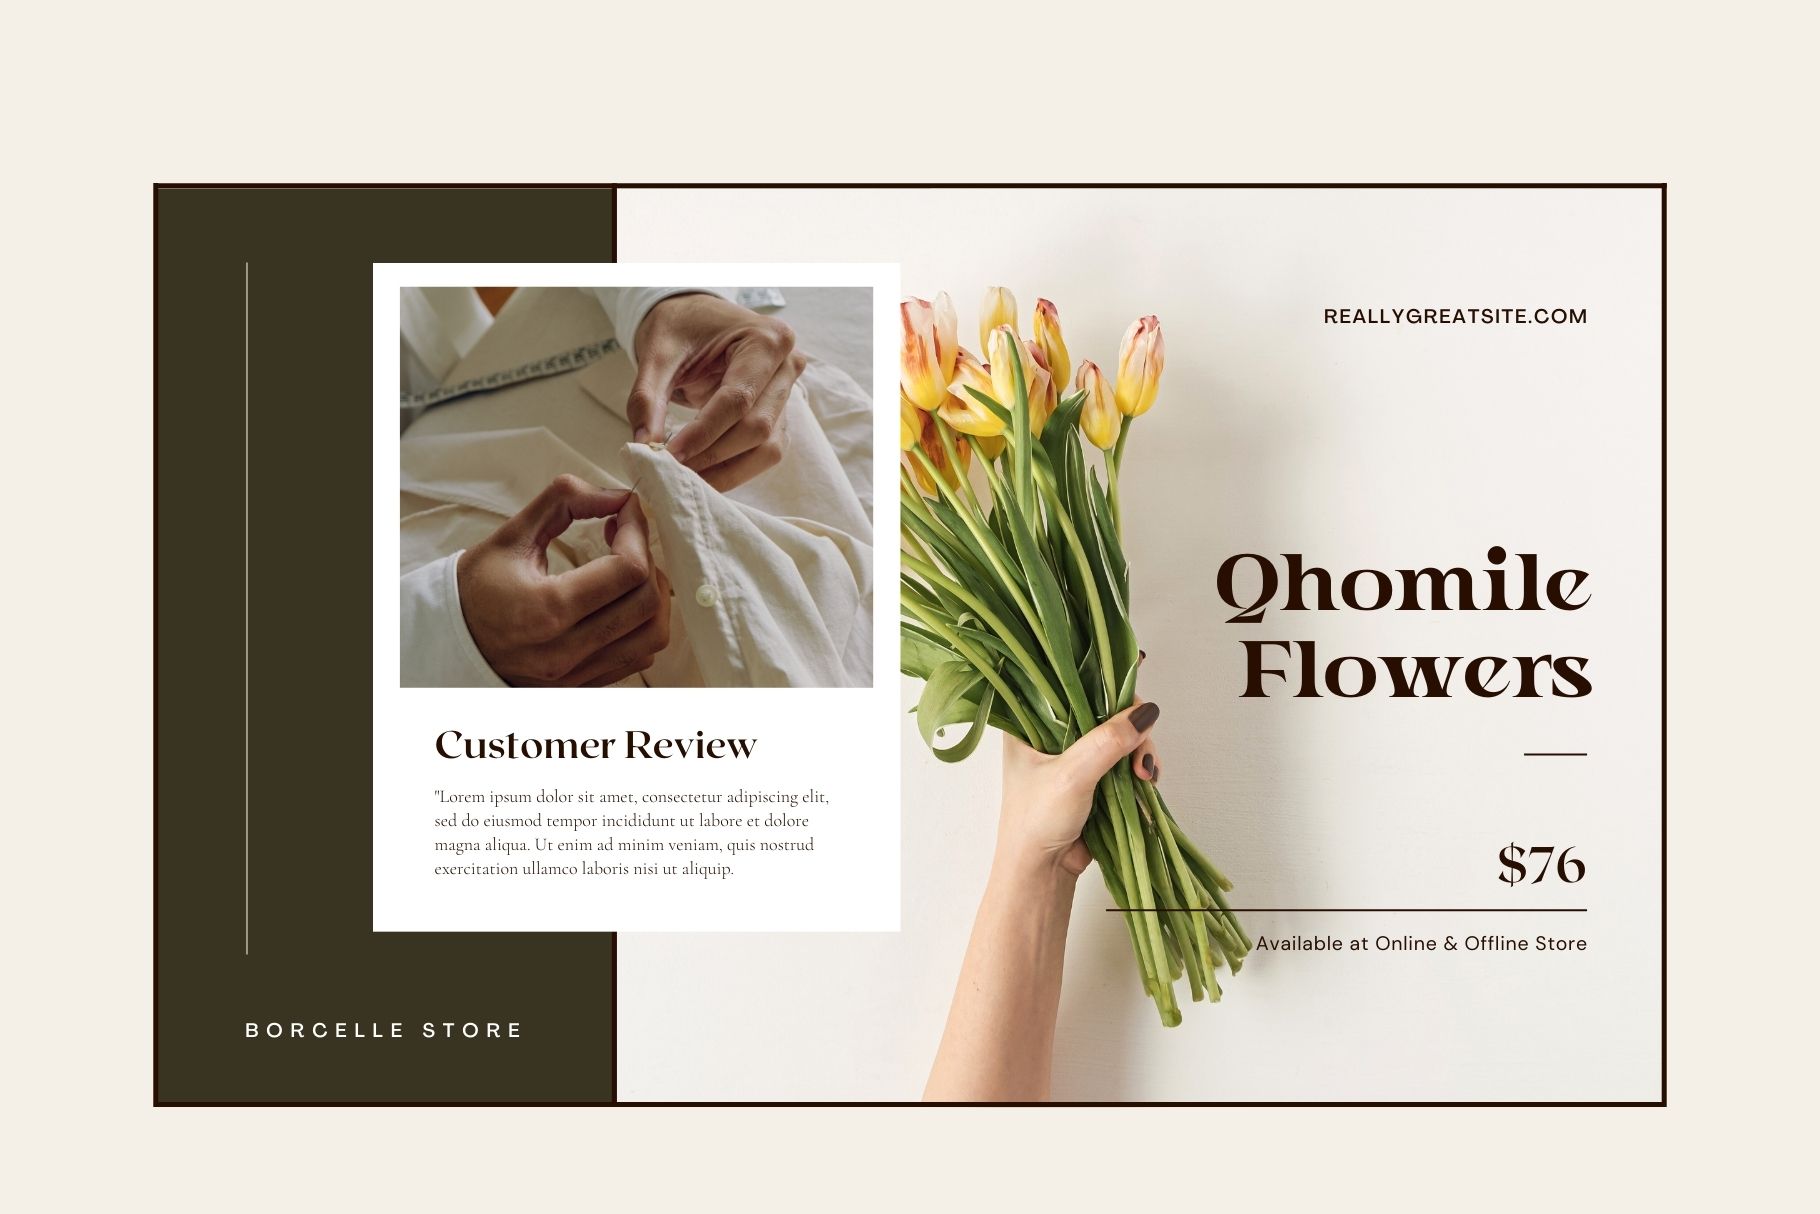 REALLYGREATSITE.COM
Qhomile
Flowers
$76
Available at Online & Offline Store
Customer Review
"Lorem ipsum dolor sit amet, consectetur adipiscing elit,
sed do eiusmod tempor incididunt ut labore et dolore
magna aliqua. Ut enim ad minim veniam, quis nostrud
exercitation ullamco laboris nisi ut aliquip.
BORCELLE STORE